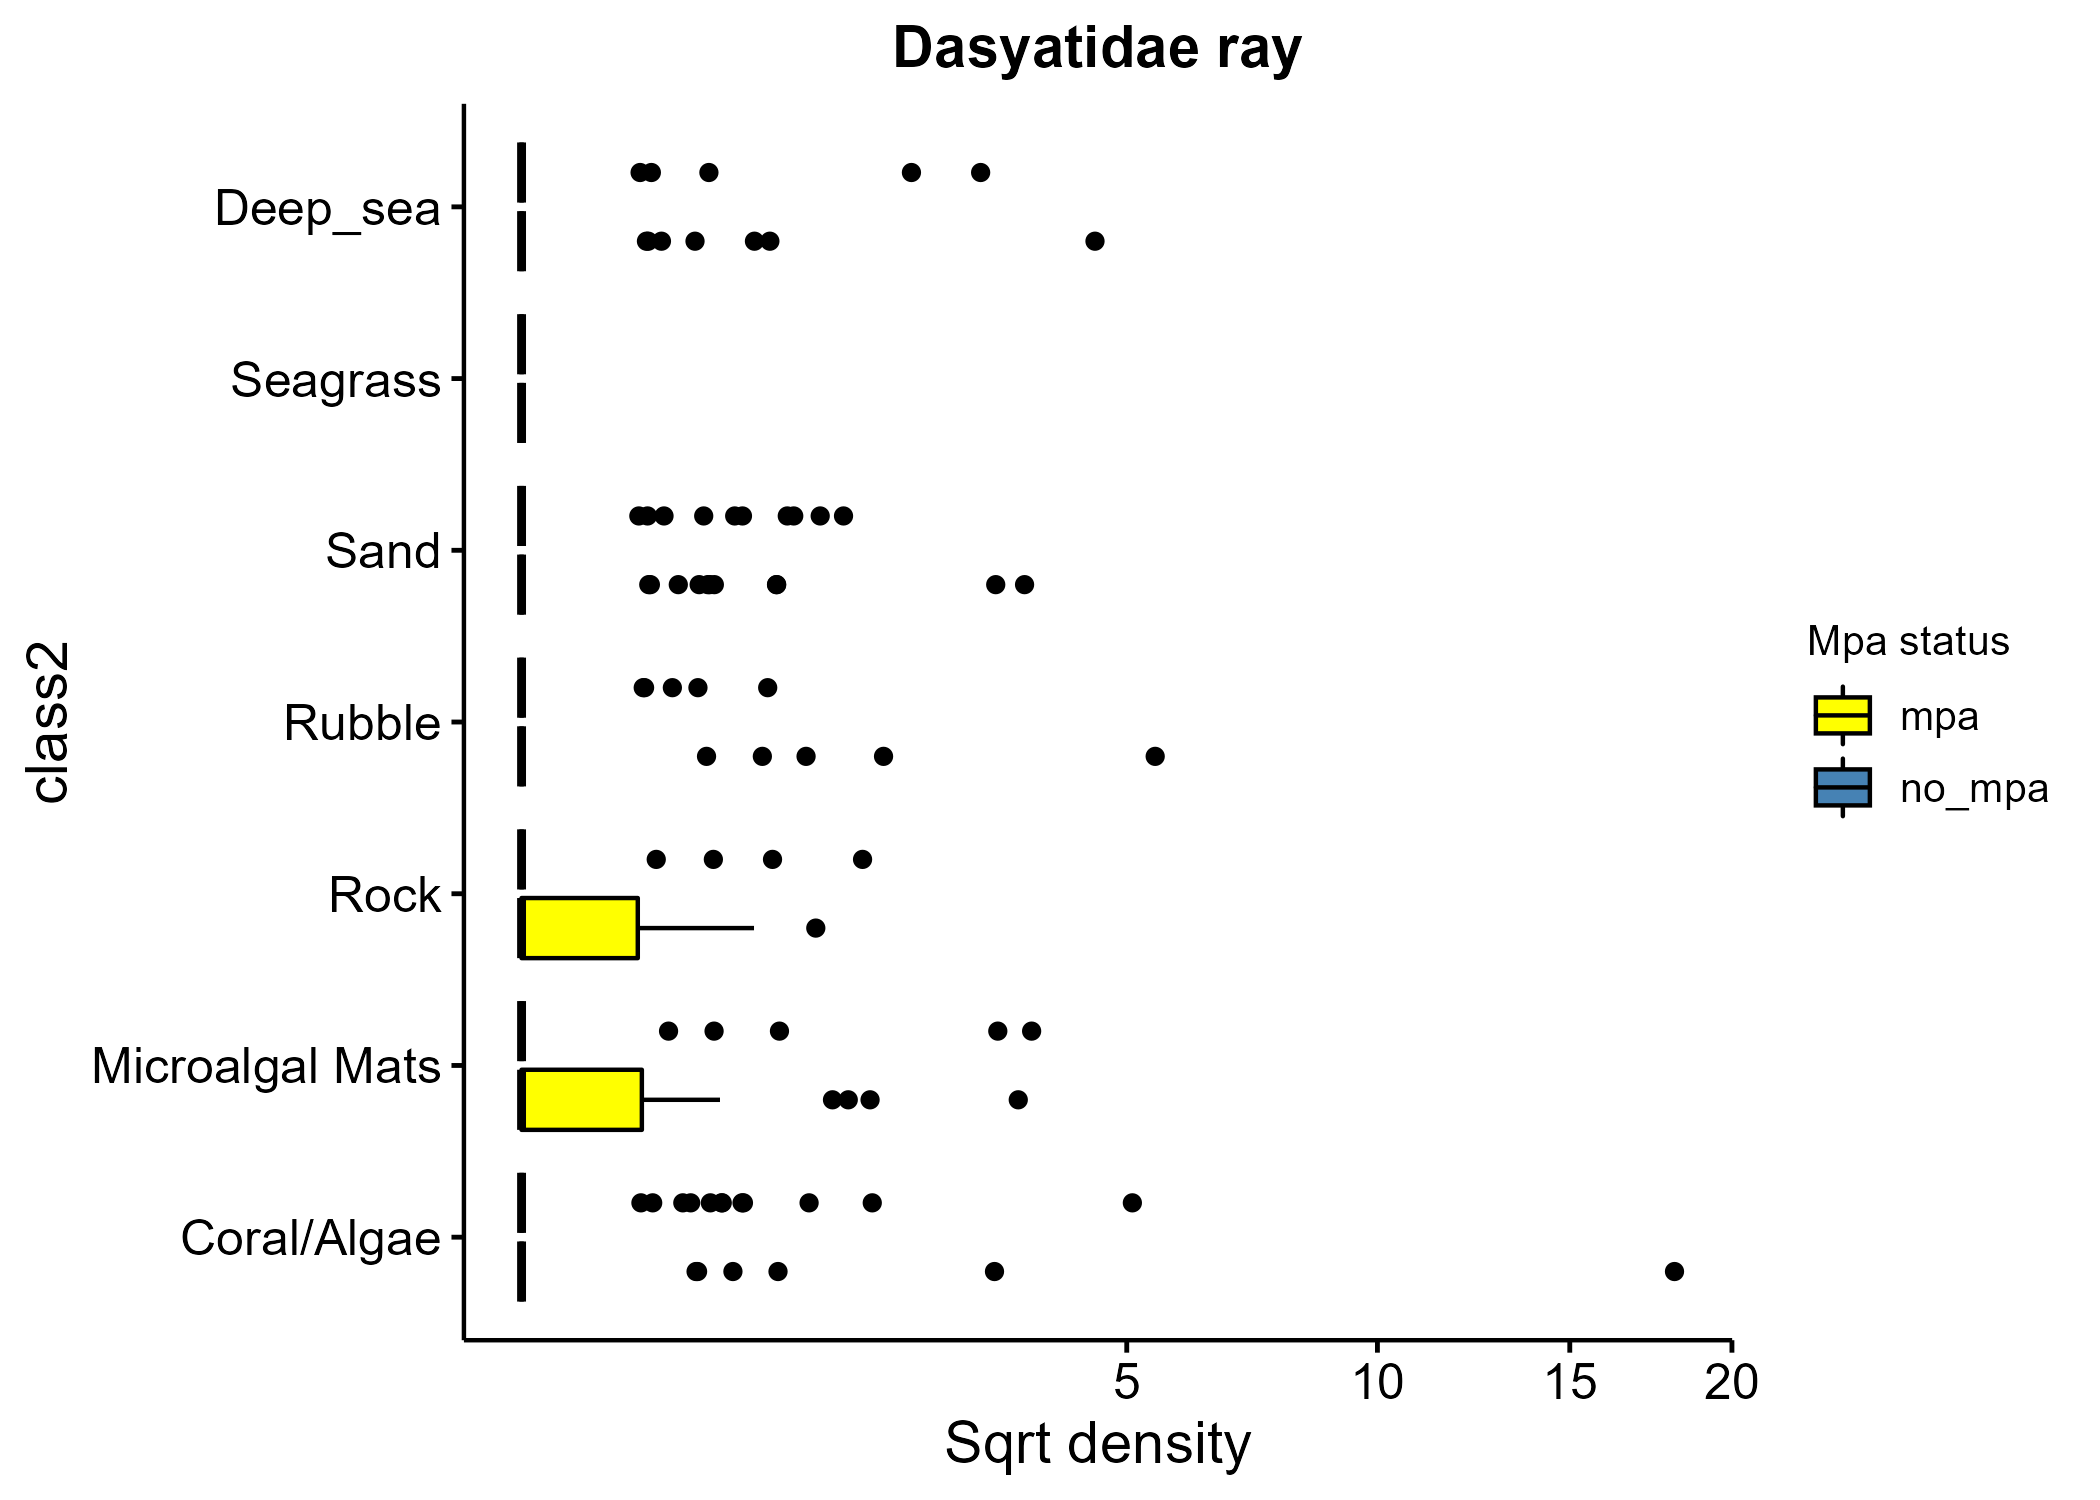 Dasyatidae ray
Deep_sea
Seagrass
Sand
Rubble
Rock
Microalgal Mats
Coral/Algae
class2
5 10 15 20
Sqrt density
Mpa status
mpa
no_mpa